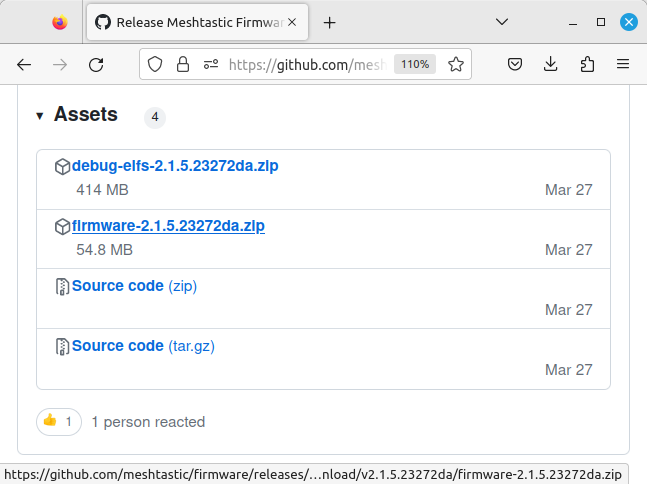 Release Meshtastic Firmwar
https://github.com/mesh
110%
Assets 4
debug-elfs-2.1.5.23272da.zip
414 MB Mar 27
firmware-2.1.5.23272da.zip
54.8 MB Mar 27
Source code (zip)
Mar 27
Source code (tar.gz)
Mar 27
1 1 person reacted
https://github.com/meshtastic/firmware/releases/…nload/v2.1.5.23272da/firmware-2.1.5.23272da.zip